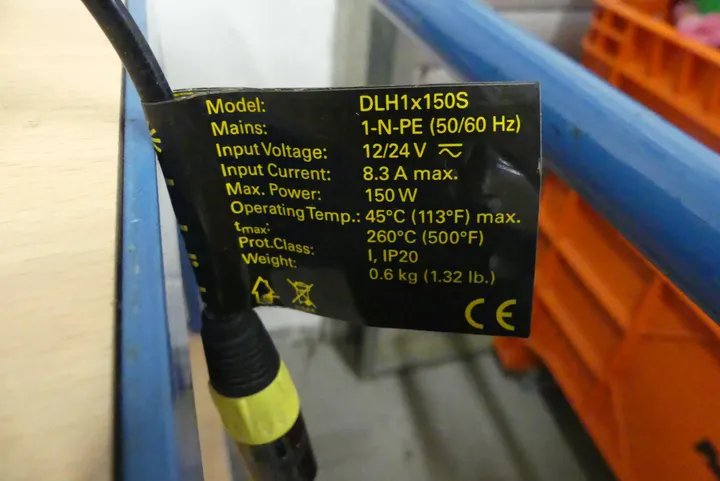 Model: DLH1x150S
Mains: 1-N-PE (50/60 Hz)
Input Voltage: 12/24 V ⎓~
Input Current: 8.3 A max.
Max. Power: 150 W
Operating Temp.: 45°C (113°F) max.
tmax: 260°C (500°F)
Prot.Class: I, IP20
Weight: 0.6 kg (1.32 lb.)
CE